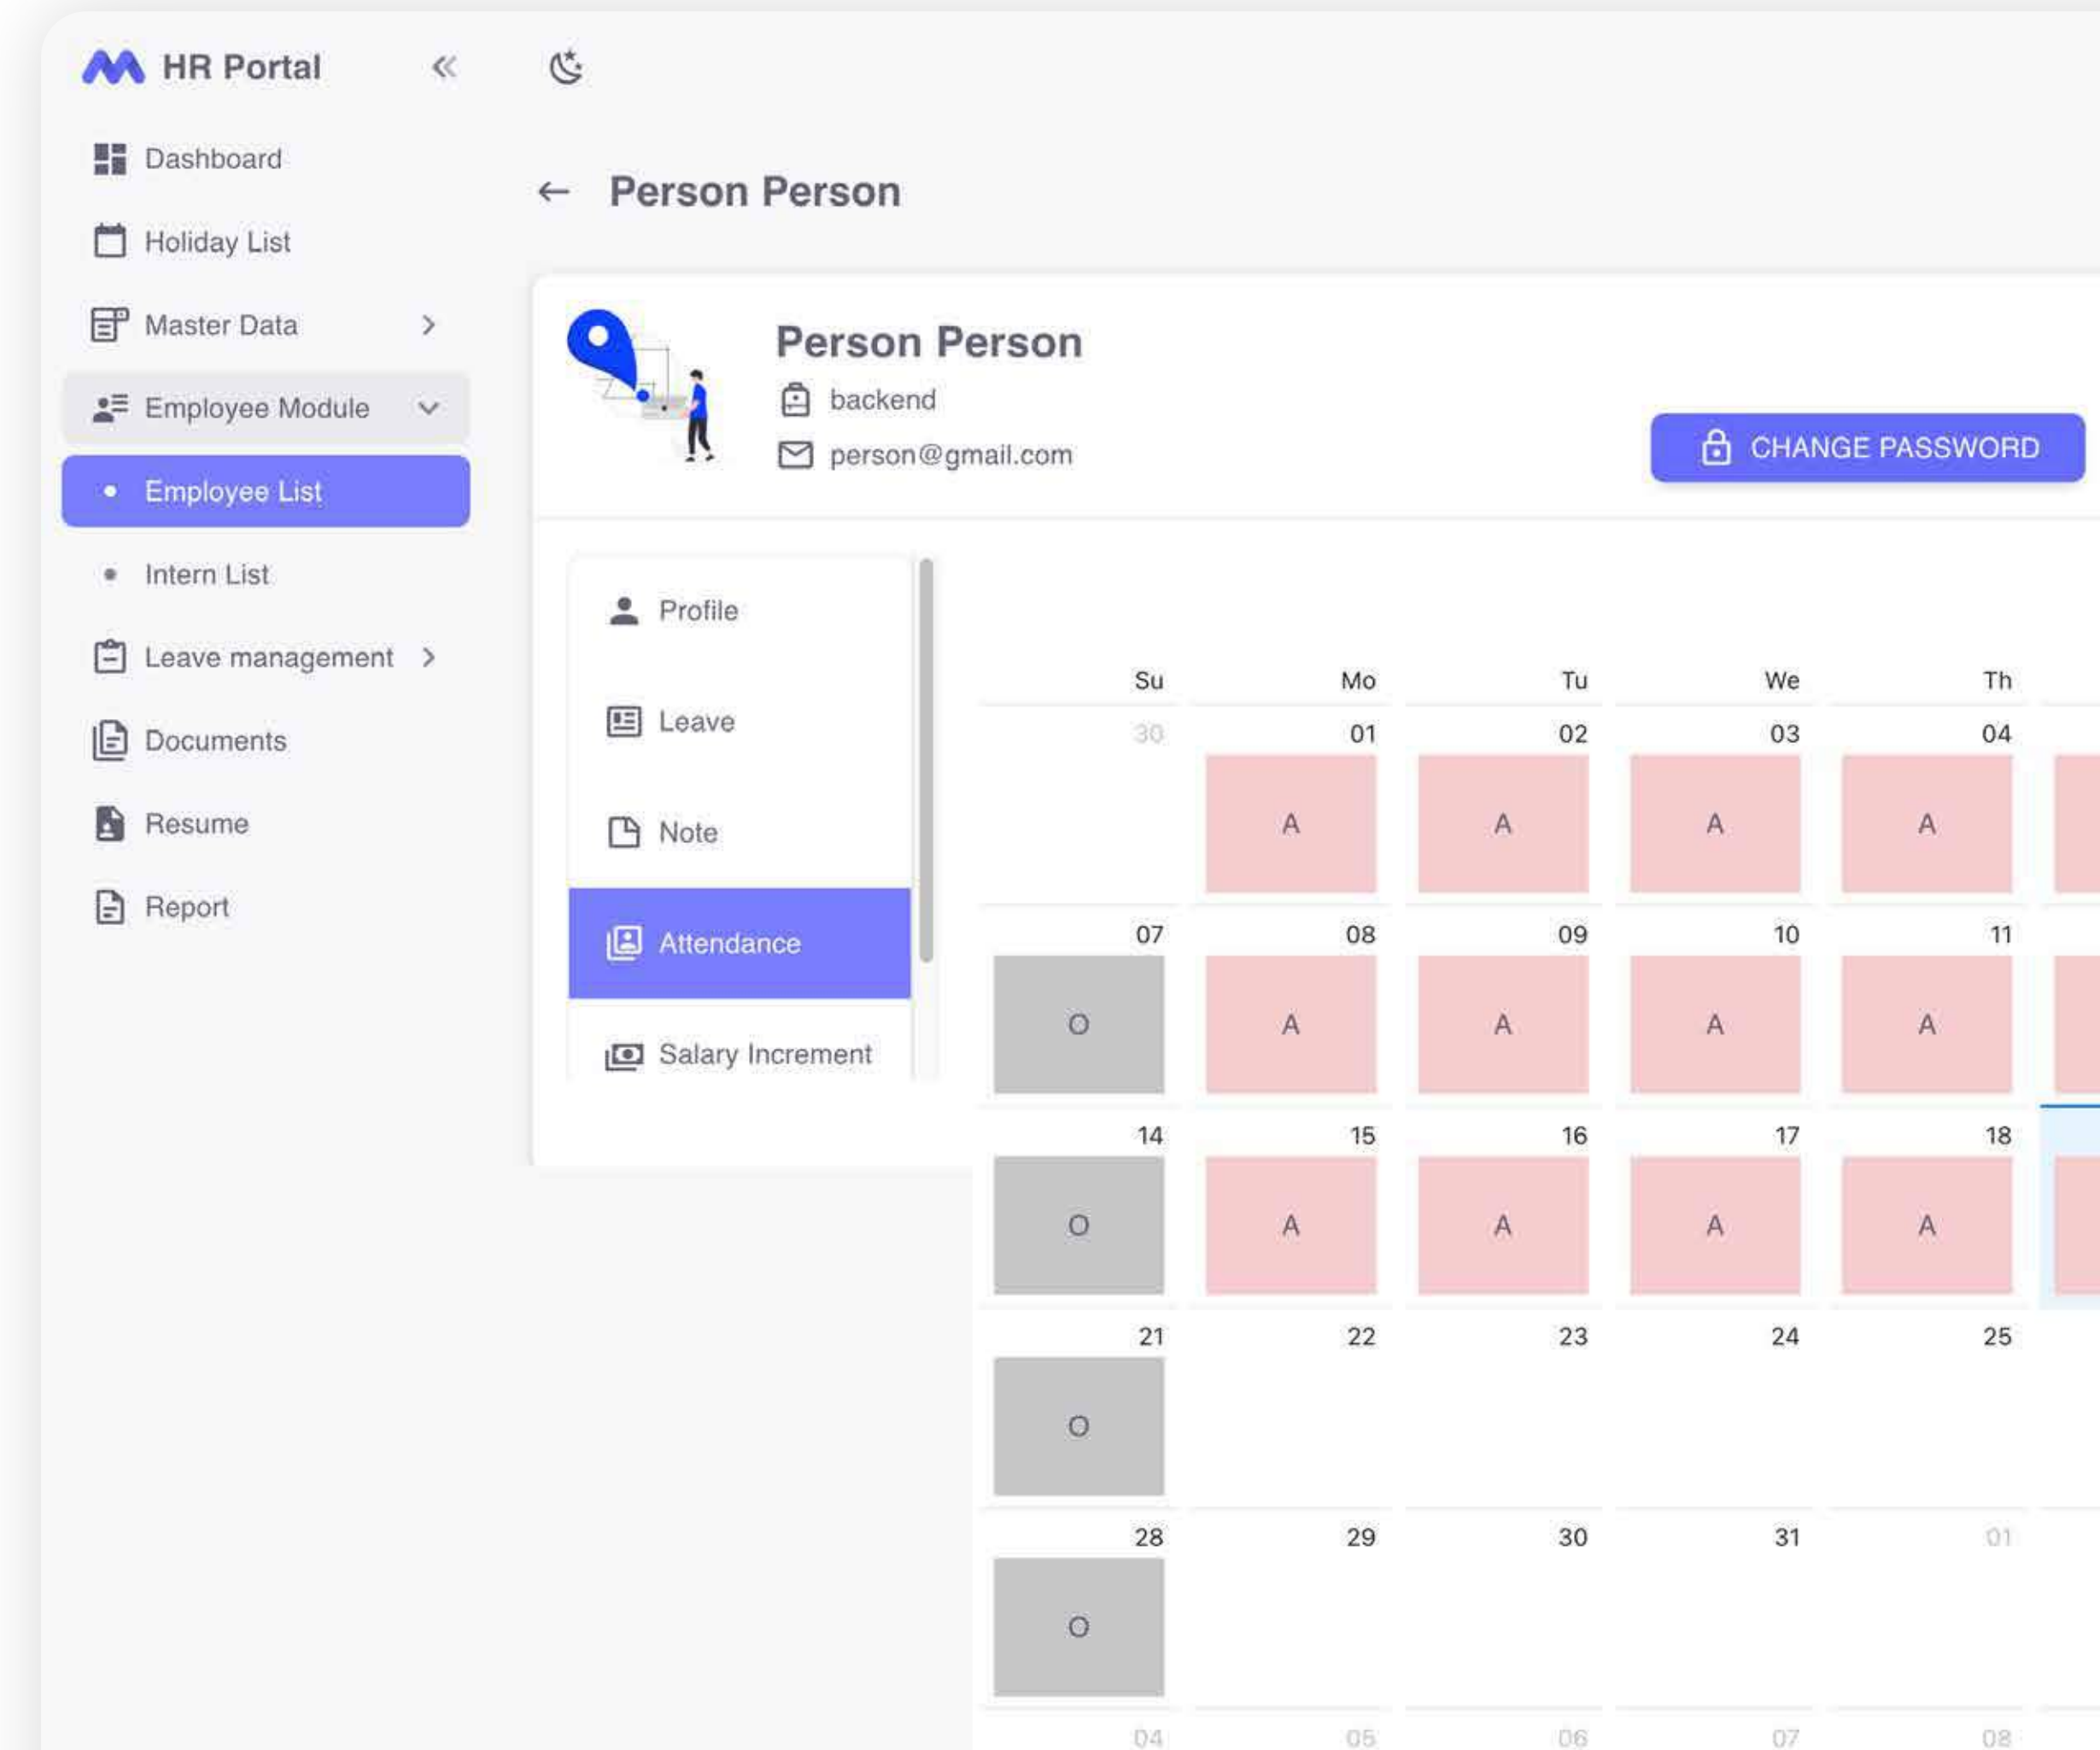 HR Portal
Dashboard
Holiday List
Master Data
Employee Module
Employee List
Intern List
Leave management
Documents
Resume
Report
Person Person
Person Person
backend
person@gmail.com
CHANGE PASSWORD
Profile
Leave
Note
Attendance
Salary Increment
Su Mo Tu We Th
30 01 02 03 04
A A A A
07 08 09 10 11
O A A A A
14 15 16 17 18
O A A A A
21 22 23 24 25
O
28 29 30 31 01
O
04 05 06 07 08